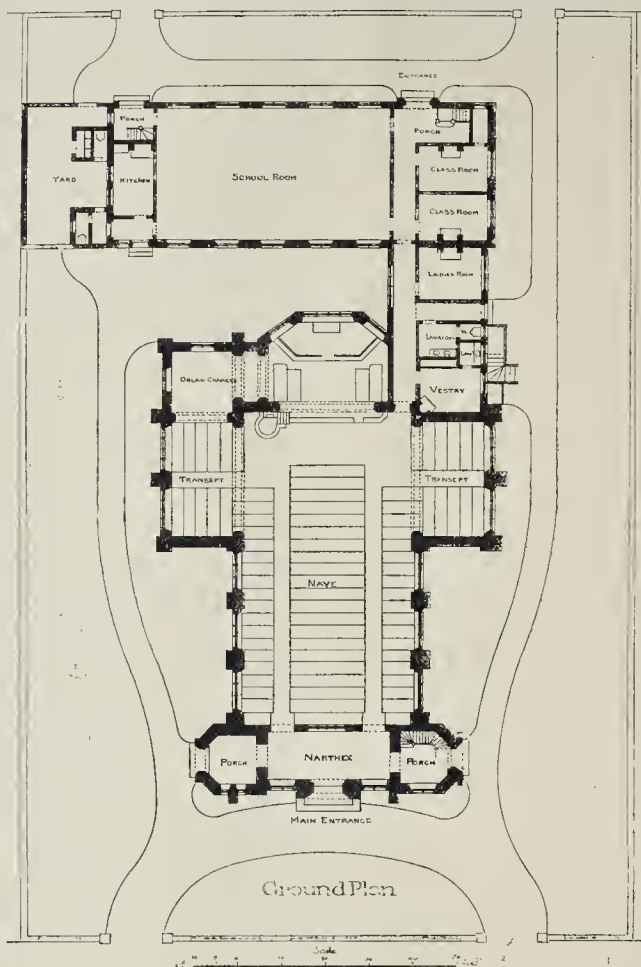 ENTRANCE
PORCH
PORCH
YARD
KITCHEN
SCHOOL ROOM
CLASS ROOM
CLASS ROOM
LADIES ROOM
LAVATORY
VESTRY
ORGAN CHAMBER
TRANSEPT
TRANSEPT
NAVE
PORCH
NARTHEX
PORCH
MAIN ENTRANCE
Ground Plan
Scale